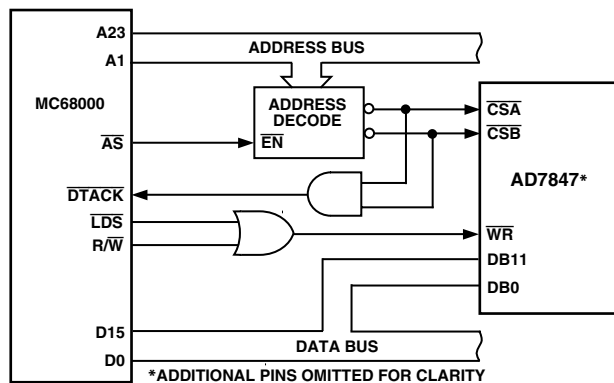 A23
ADDRESS BUS
A1
MC68000
ADDRESS
DECODE
CSA
AS
EN
CSB
AD7847*
DTACK
LDS
WR
R/W
DB11
DB0
D15
DATA BUS
D0
*ADDITIONAL PINS OMITTED FOR CLARITY